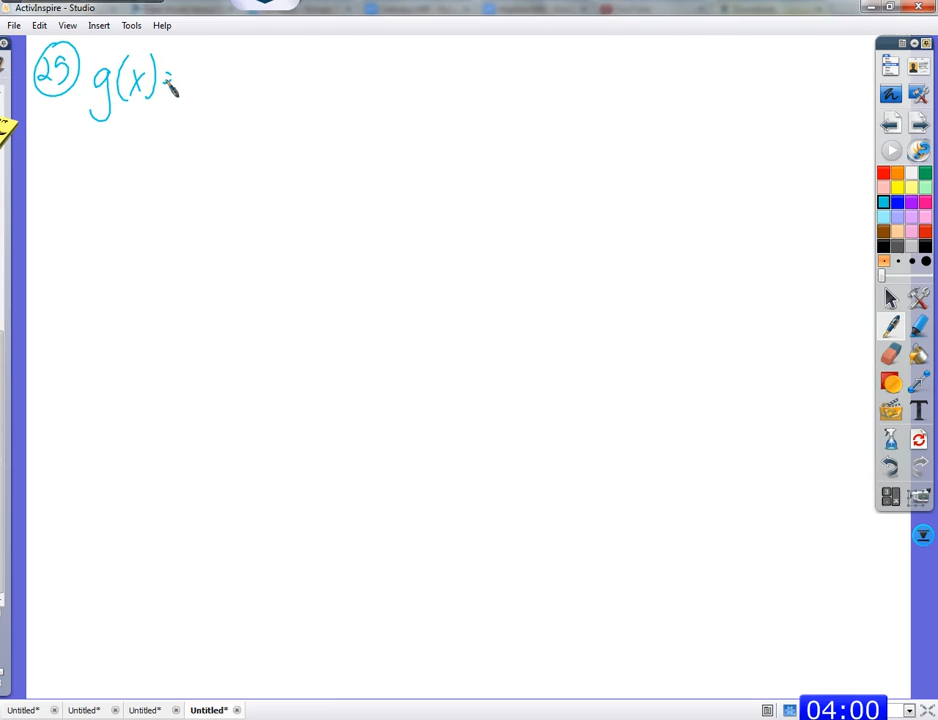 ActivInspire - Studio
File Edit View Insert Tools Help
25 g(x) =
Untitled* Untitled* Untitled* Untitled*
04:00